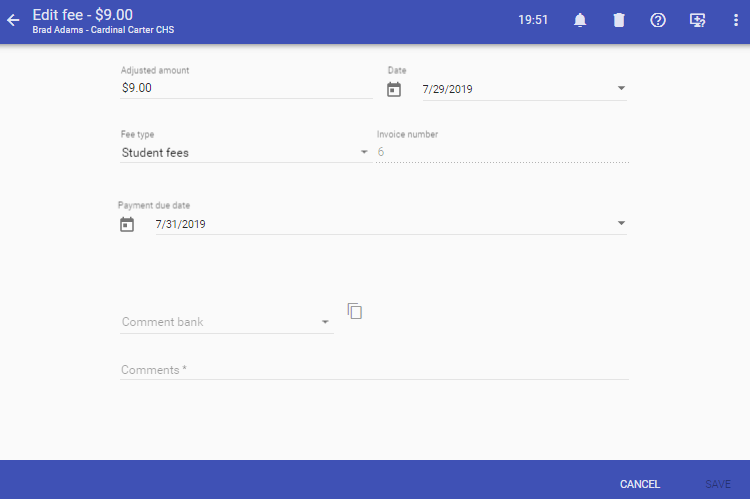 Edit fee - $9.00
Brad Adams - Cardinal Carter CHS
19:51
Adjusted amount
$9.00
Date
7/29/2019
Fee type
Student fees
Invoice number
6
Payment due date
7/31/2019
Comment bank
Comments *
CANCEL
SAVE